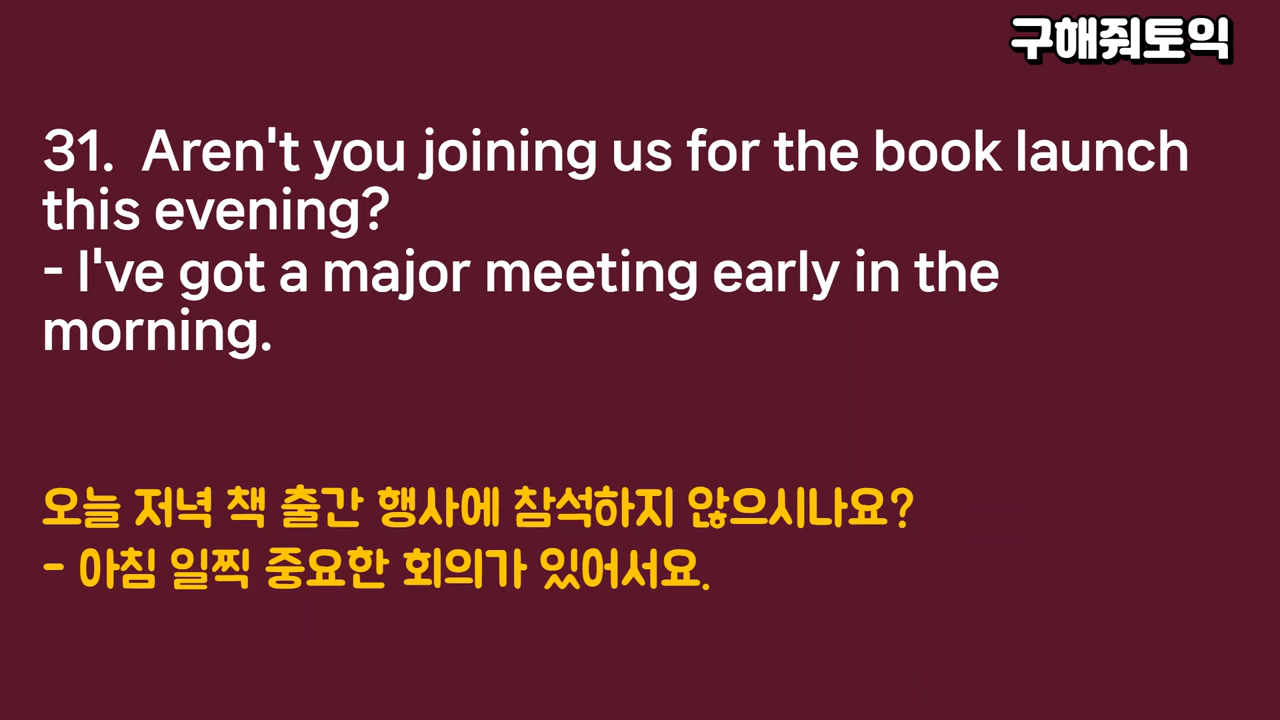 구해줘토익
31. Aren't you joining us for the book launch
this evening?
- I've got a major meeting early in the
morning.
오늘 저녁 책 출간 행사에 참석하지 않으시나요?
- 아침 일찍 중요한 회의가 있어서요.